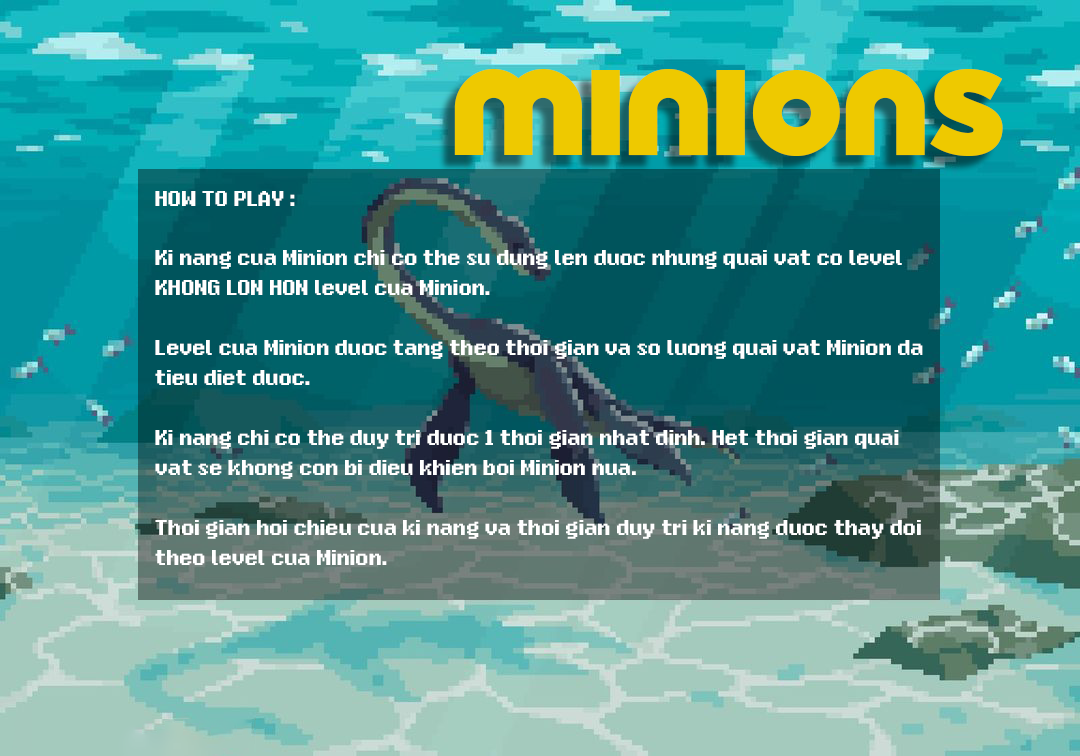 MINIONS
HOW TO PLAY :
Ki nang cua Minion chi co the su dung len duoc nhung quai vat co level
KHONG LON HON level cua Minion.
Level cua Minion duoc tang theo thoi gian va so luong quai vat Minion da
tieu diet duoc.
Ki nang chi co the duy tri duoc 1 thoi gian nhat dinh. Het thoi gian quai
vat se khong con bi dieu khien boi Minion nua.
Thoi gian hoi chieu cua ki nang va thoi gian duy tri ki nang duoc thay doi
theo level cua Minion.